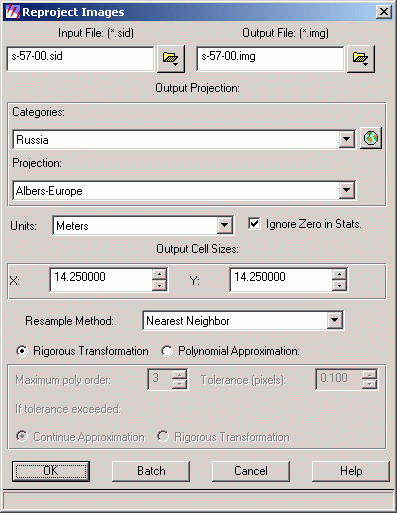 Reproject Images
Input File: (*.sid) Output File: (*.img)
s-57-00.sid s-57-00.img
Output Projection:
Categories:
Russia
Projection:
Albers-Europe
Units: Meters Ignore Zero in Stats.
Output Cell Sizes:
X: 14.250000 Y: 14.250000
Resample Method: Nearest Neighbor
Rigorous Transformation Polynomial Approximation:
Maximum poly order: 3 Tolerance (pixels): 0.100
If tolerance exceeded:
Continue Approximation Rigorous Transformation
OK Batch Cancel Help